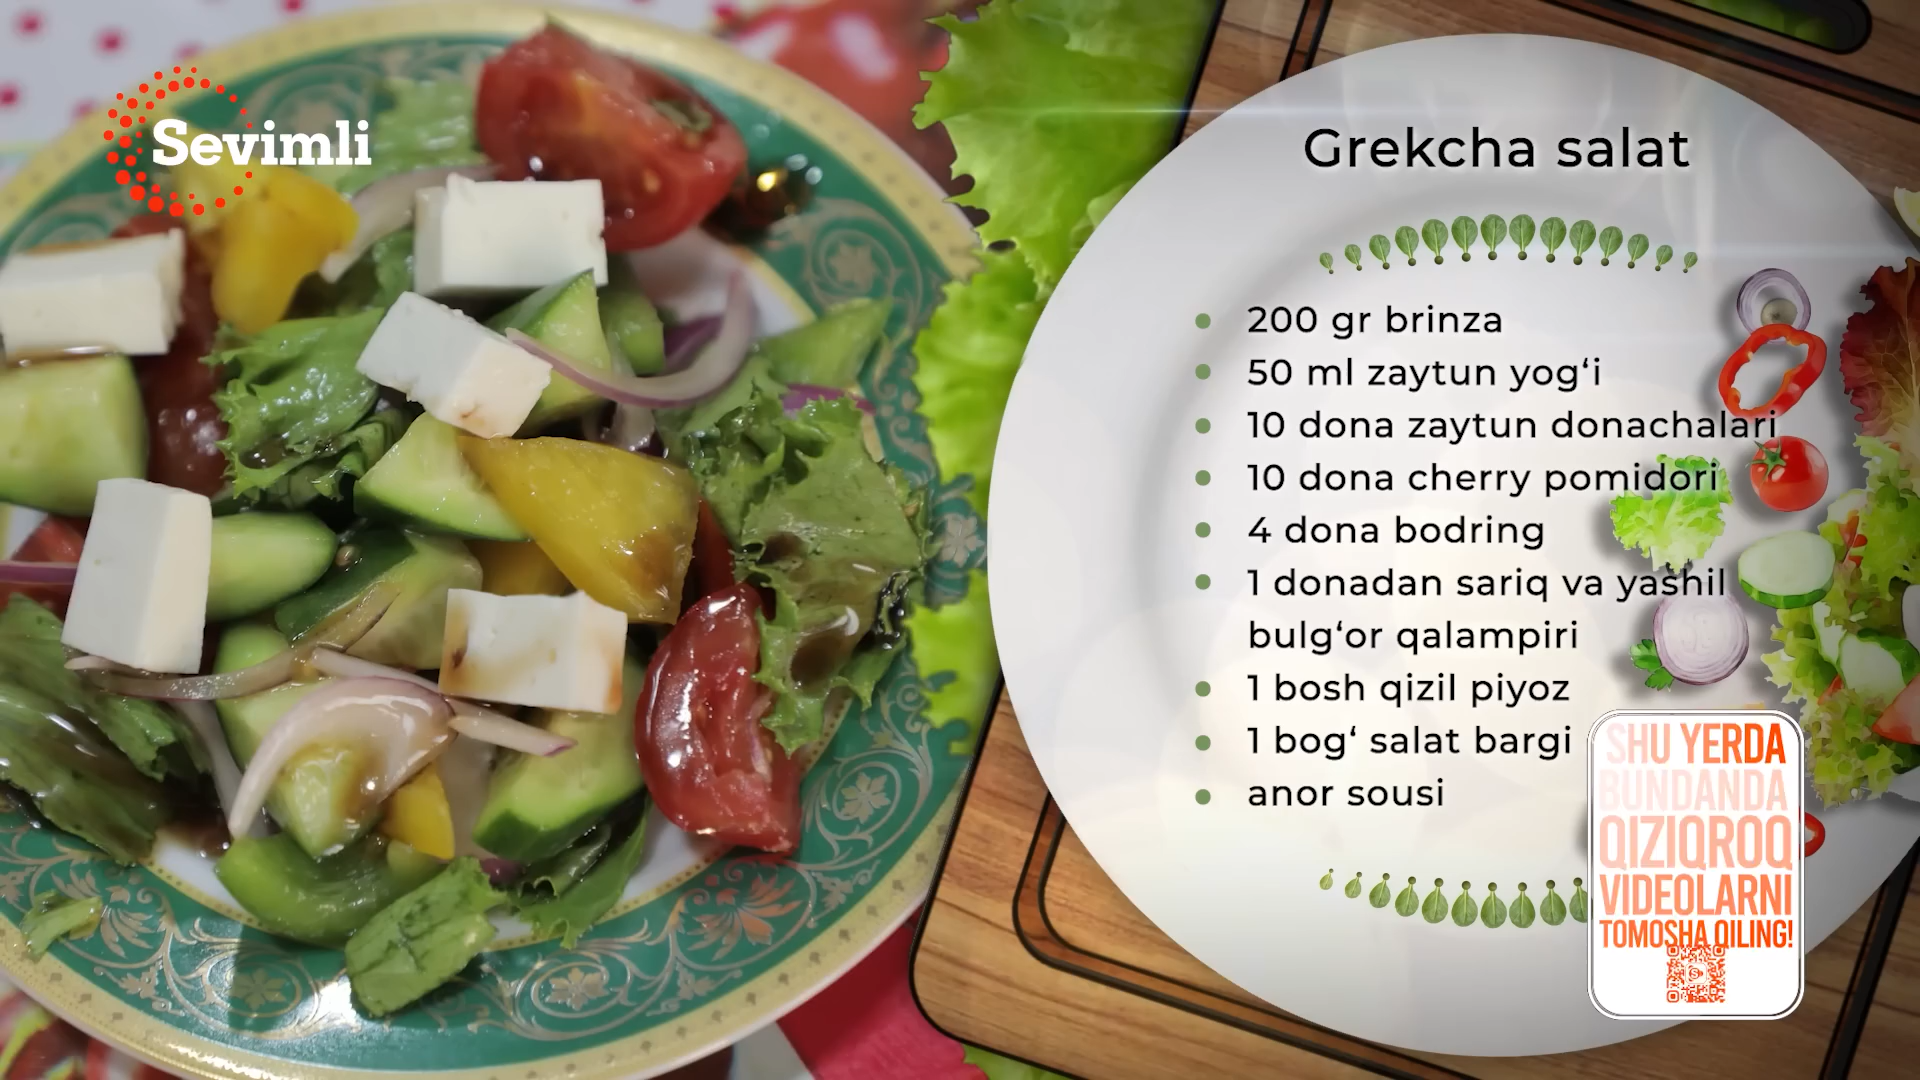 Sevimli
Grekcha salat
200 gr brinza
50 ml zaytun yog‘i
10 dona zaytun donachalari
10 dona cherry pomidori
4 dona bodring
1 donadan sariq va yashil
bulg‘or qalampiri
1 bosh qizil piyoz
1 bog‘ salat bargi
anor sousi
SHU YERDA
BUNDANDA
QIZIQROQ
VIDEOLARNI
TOMOSHA QILING!